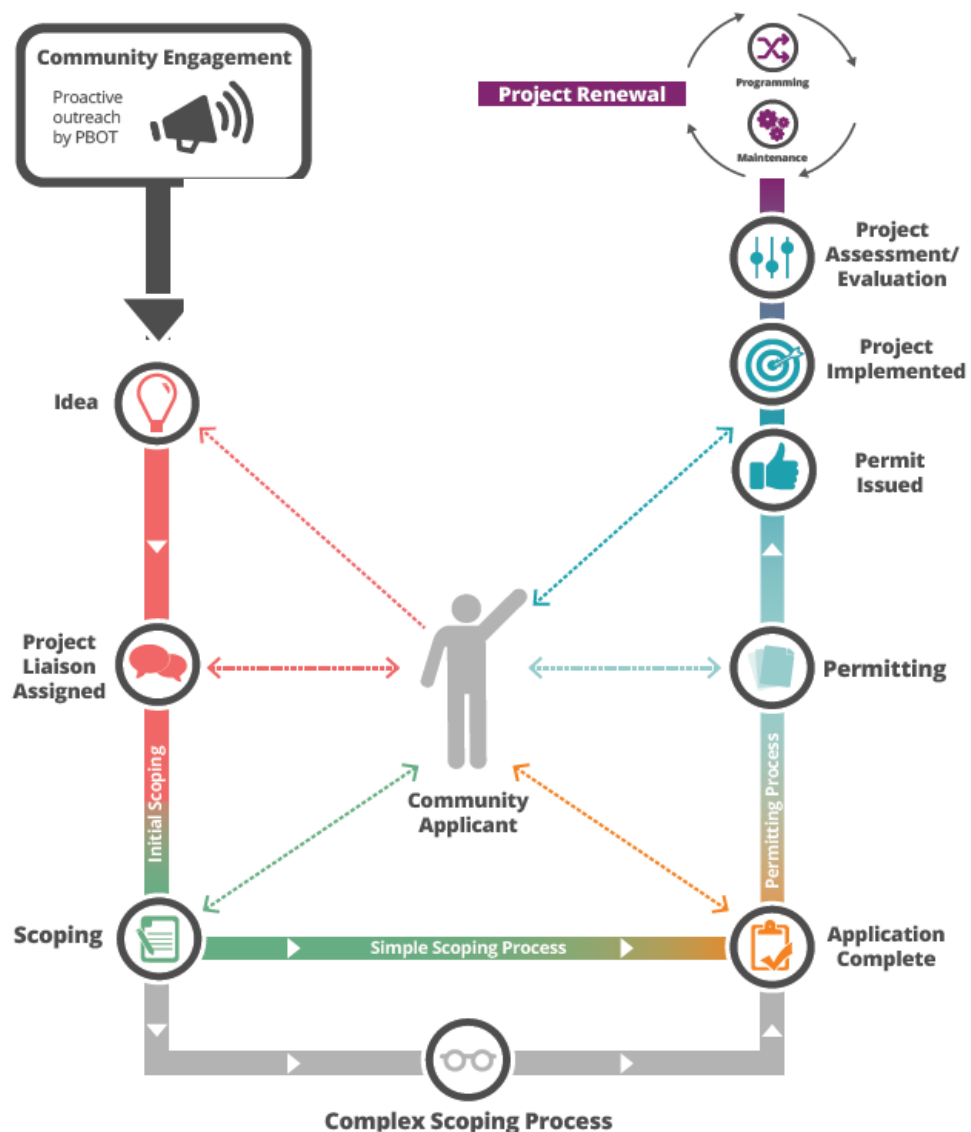 Community Engagement
Proactive
outreach
by PBOT
Project Renewal
Programming
Maintenance
Project
Assessment/
Evaluation
Project
Implemented
Idea
Permit
Issued
Project
Liaison
Assigned
Permitting
Initial Scoping
Community
Applicant
Permitting Process
Scoping
Simple Scoping Process
Application
Complete
Complex Scoping Process